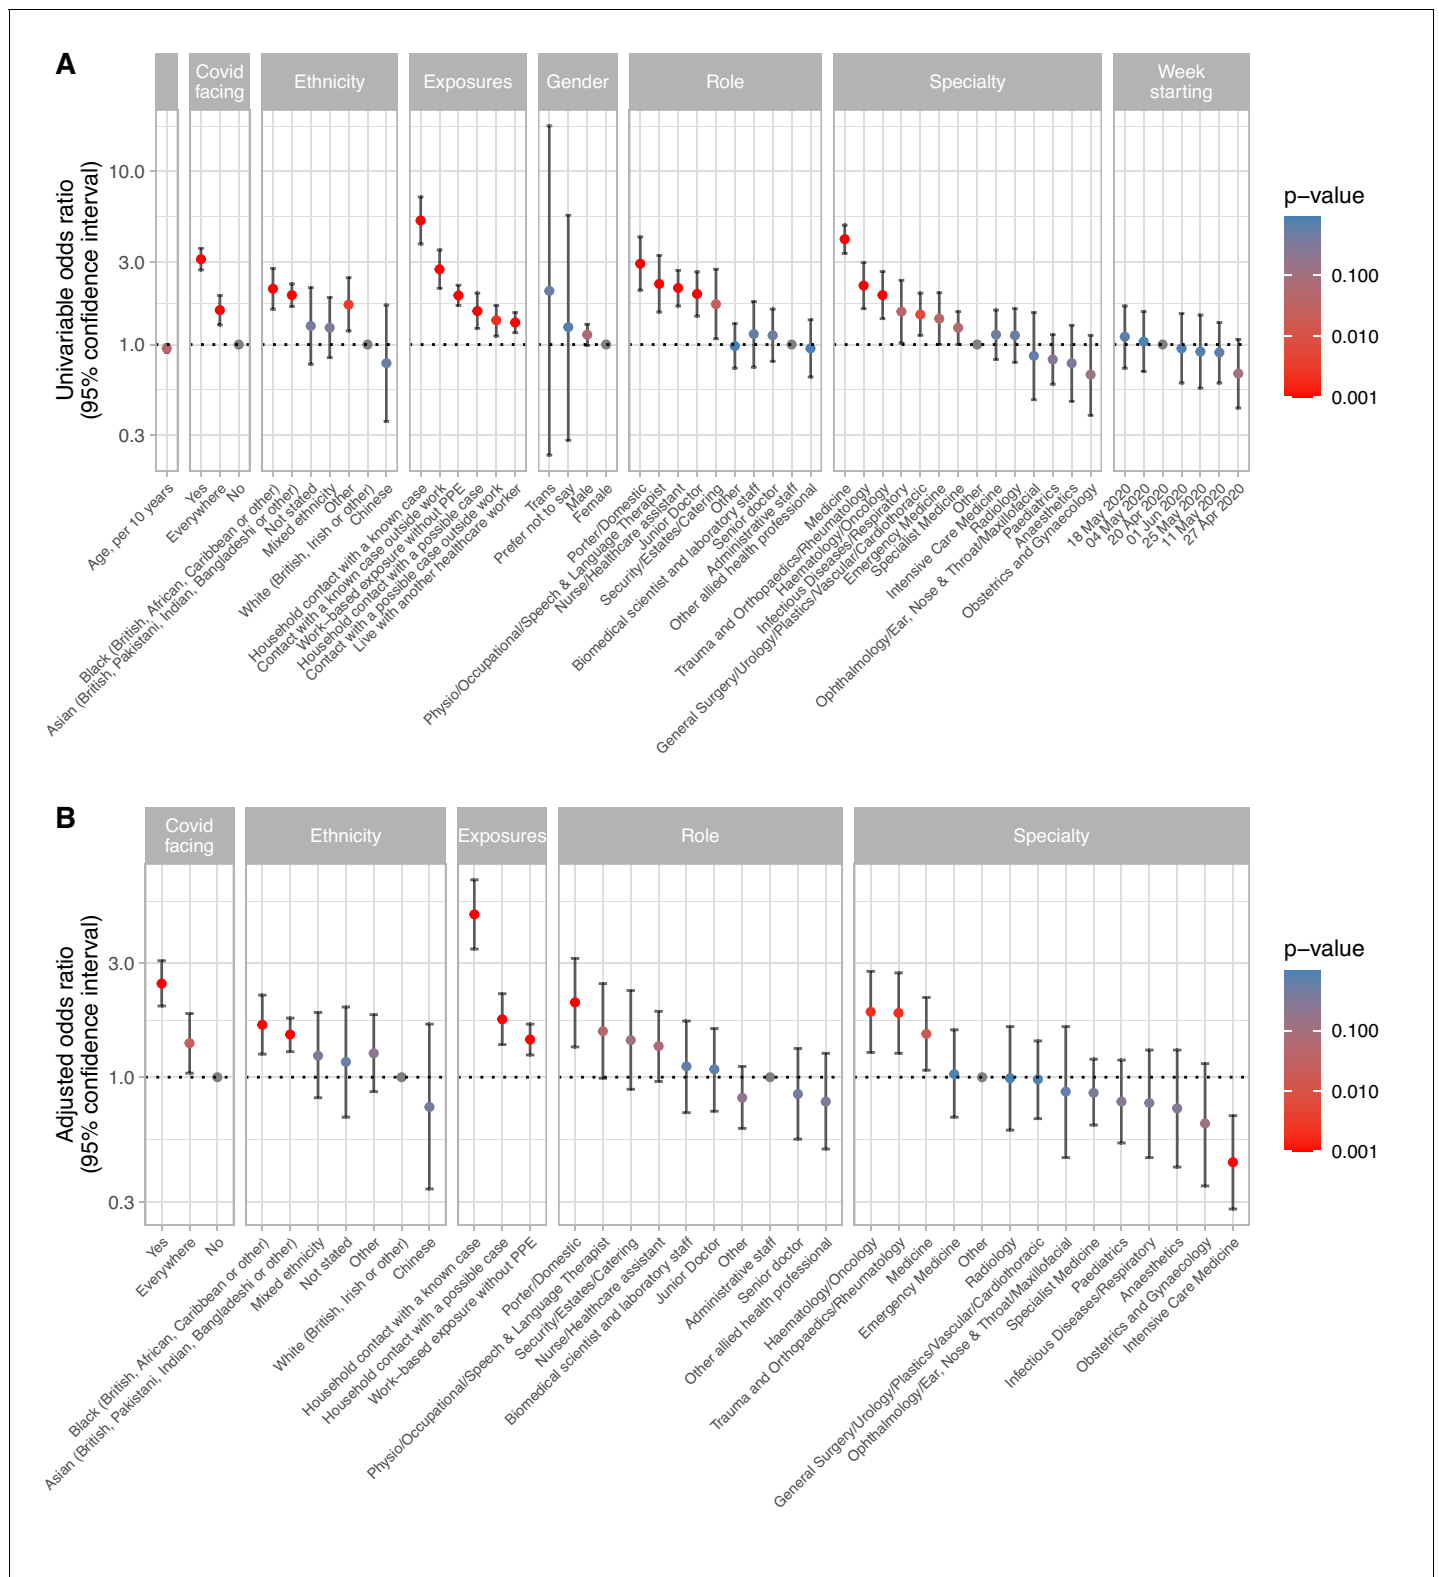 A
Covid
facing
Ethnicity
Exposures
Gender
Role
Specialty
Week
starting
Univariable odds ratio
(95% confidence interval)
10.0
3.0
1.0
0.3
Age, per 10 years
Yes
Everywhere
No
Black (British, African, Caribbean or other)
Asian (British, Pakistani, Indian, Bangladeshi or other)
Not stated
Mixed ethnicity
Other
White (British, Irish or other)
Chinese
Household contact with a known case
Contact with a known case outside work
Work−based exposure without PPE
Household contact with a possible case
Contact with a possible case outside work
Live with another healthcare worker
Trans
Prefer not to say
Male
Female
Porter/Domestic
Physio/Occupational/Speech & Language Therapist
Nurse/Healthcare assistant
Junior Doctor
Security/Estates/Catering
Other
Biomedical scientist and laboratory staff
Senior doctor
Administrative staff
Other allied health professional
Medicine
Trauma and Orthopaedics/Rheumatology
Haematology/Oncology
Infectious Diseases/Respiratory
General Surgery/Urology/Plastics/Vascular/Cardiothoracic
Emergency Medicine
Specialist Medicine
Other
Intensive Care Medicine
Radiology
Ophthalmology/Ear, Nose & Throat/Maxillofacial
Paediatrics
Anaesthetics
Obstetrics and Gynaecology
18 May 2020
04 May 2020
20 Apr 2020
01 Jun 2020
25 May 2020
11 May 2020
27 Apr 2020
p−value
0.100
0.010
0.001
B
Covid
facing
Ethnicity
Exposures
Role
Specialty
Adjusted odds ratio
(95% confidence interval)
3.0
1.0
0.3
Yes
Everywhere
No
Black (British, African, Caribbean or other)
Asian (British, Pakistani, Indian, Bangladeshi or other)
Mixed ethnicity
Not stated
Other
White (British, Irish or other)
Chinese
Household contact with a known case
Household contact with a possible case
Work−based exposure without PPE
Porter/Domestic
Physio/Occupational/Speech & Language Therapist
Security/Estates/Catering
Nurse/Healthcare assistant
Biomedical scientist and laboratory staff
Junior Doctor
Other
Administrative staff
Senior doctor
Other allied health professional
Haematology/Oncology
Trauma and Orthopaedics/Rheumatology
Medicine
Emergency Medicine
Other
Radiology
General Surgery/Urology/Plastics/Vascular/Cardiothoracic
Ophthalmology/Ear, Nose & Throat/Maxillofacial
Specialist Medicine
Paediatrics
Infectious Diseases/Respiratory
Anaesthetics
Obstetrics and Gynaecology
Intensive Care Medicine
p−value
0.100
0.010
0.001